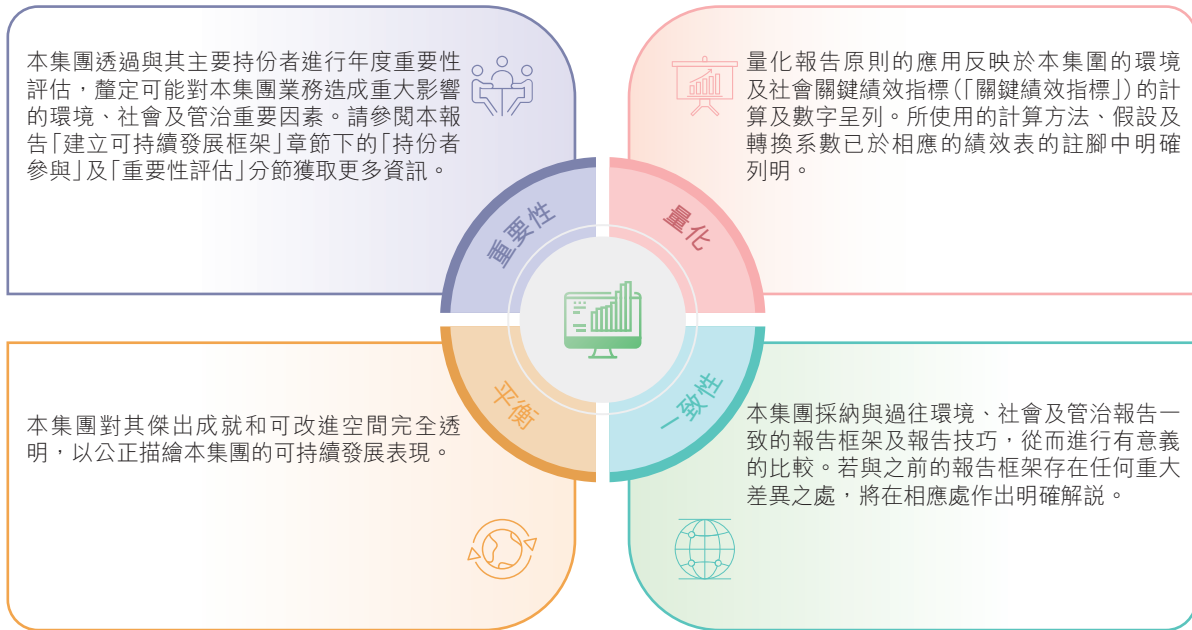 本集團透過與其主要持份者進行年度重要性
評估，釐定可能對本集團業務造成重大影響
的環境、社會及管治重要因素。請參閱本報
告「建立可持續發展框架」章節下的「持份者
參與」及「重要性評估」分節獲取更多資訊。
重要性
量化報告原則的應用反映於本集團的環境
及社會關鍵績效指標(「關鍵績效指標」)的計
算及數字呈列。所使用的計算方法、假設及
轉換系數已於相應的績效表的註腳中明確
列明。
量化
本集團對其傑出成就和可改進空間完全透
明，以公正描繪本集團的可持續發展表現。
平衡
本集團採納與過往環境、社會及管治報告一
致的報告框架及報告技巧，從而進行有意義
的比較。若與之前的報告框架存在任何重大
差異之處，將在相應處作出明確解說。
一致性